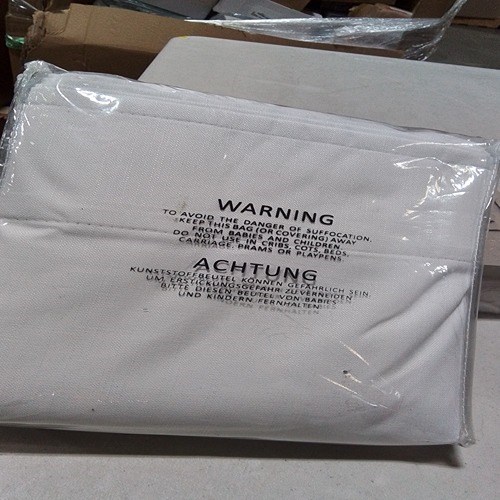 WARNING
TO AVOID THE DANGER OF SUFFOCATION,
KEEP THIS BAG (OR COVERING) AWAY
FROM BABIES AND CHILDREN.
DO NOT USE IN CRIBS, COTS, BEDS,
CARRIAGE, PRAMS OR PLAYPENS.
ACHTUNG
KUNSTSTOFFBEUTEL KÖNNEN GEFÄHRLICH SEIN.
UM ERSTICKUNGSGEFAHR ZU VERNEIDEN
BITTE DIESEN BEUTEL VON BABIES
UND KINDERN FERNHALTEN